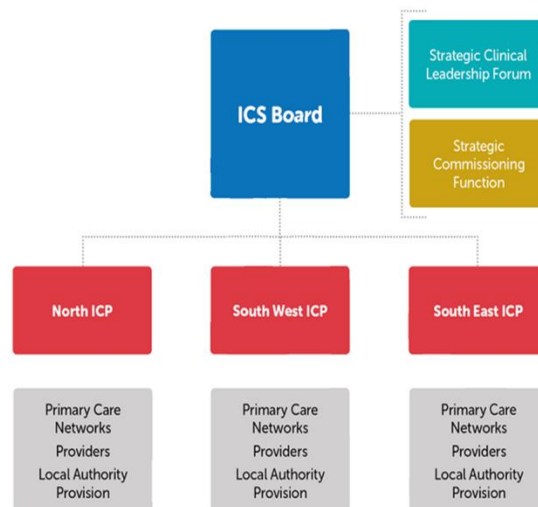 ICS Board
Strategic Clinical
Leadership Forum
Strategic
Commissioning
Function
North ICP
South West ICP
South East ICP
Primary Care
Networks
Providers
Local Authority
Provision
Primary Care
Networks
Providers
Local Authority
Provision
Primary Care
Networks
Providers
Local Authority
Provision